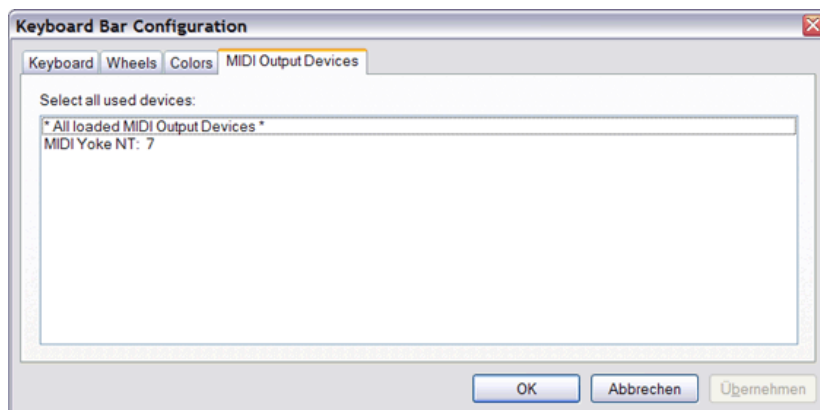 Keyboard Bar Configuration
Keyboard Wheels Colors MIDI Output Devices
Select all used devices:
* All loaded MIDI Output Devices *
MIDI Yoke NT: 7
OK Abbrechen Übernehmen